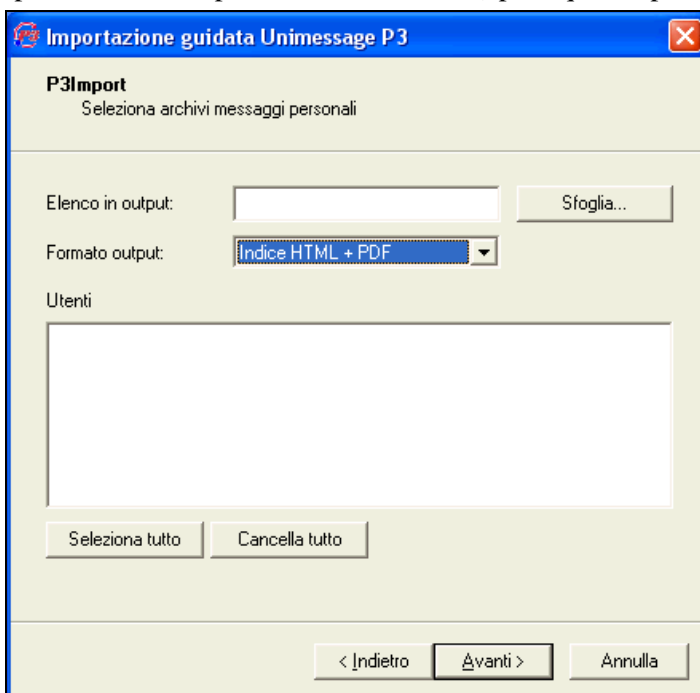 Importazione guidata Unimessage P3
P3Import
Seleziona archivi messaggi personali
Elenco in output:
Sfoglia...
Formato output:
Indice HTML + PDF
Utenti
Seleziona tutto
Cancella tutto
< Indietro
Avanti >
Annulla